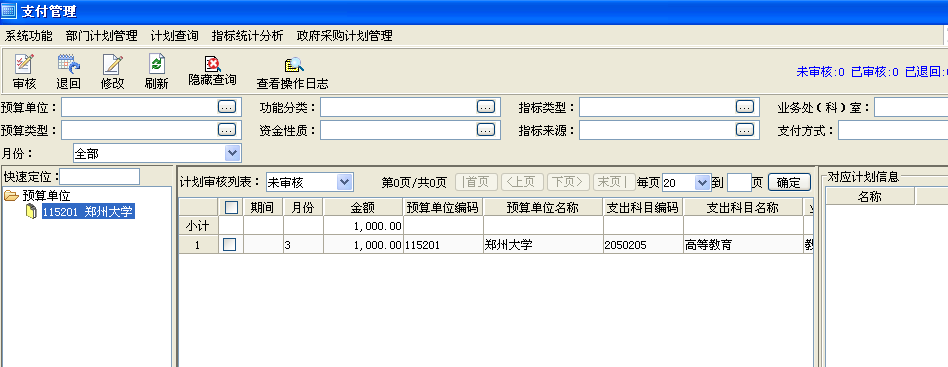 支付管理
系统功能 部门计划管理 计划查询 指标统计分析 政府采购计划管理
审核 退回 修改 刷新 隐藏查询 查看操作日志 未审核:0 已审核:0 已退回:
预算单位: ... 功能分类: ... 指标类型: ... 业务处(科)室:
预算类型: ... 资金性质: ... 指标来源: ... 支付方式:
月份: 全部
快速定位:
预算单位
115201 郑州大学
计划审核列表: 未审核 第0页/共0页 |首页 <上页 下页> 末页| 每页 20 到 页 确定
期间 月份 金额 预算单位编码 预算单位名称 支出科目编码 支出科目名称
小计 1,000.00
1 3 1,000.00 115201 郑州大学 2050205 高等教育
对应计划信息
名称